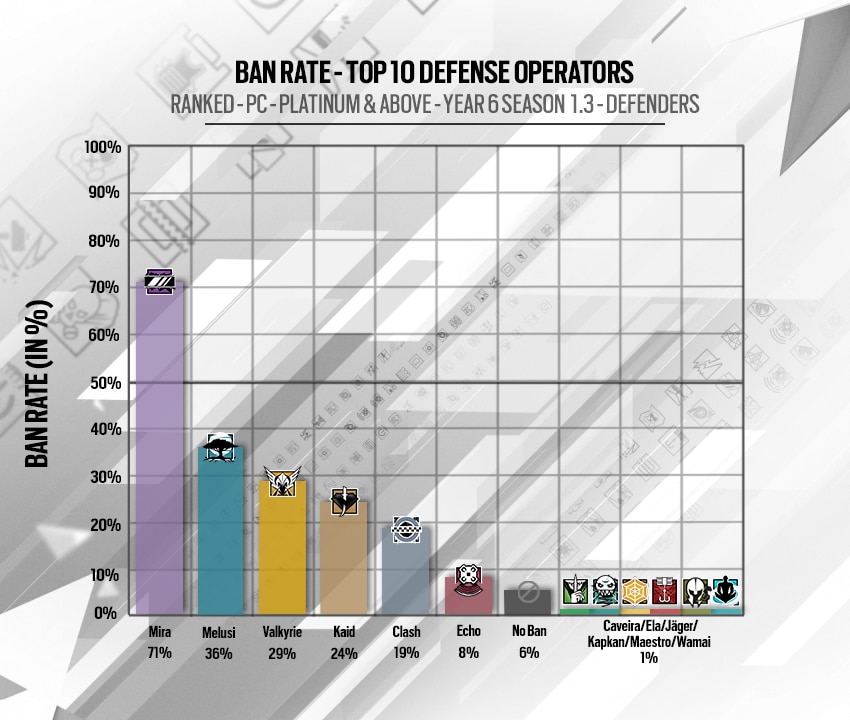 BAN RATE - TOP 10 DEFENSE OPERATORS
RANKED - PC - PLATINUM & ABOVE - YEAR 6 SEASON 1.3 - DEFENDERS
BAN RATE (IN %)
100%
90%
80%
70%
60%
50%
40%
30%
20%
10%
0%
Mira
71%
Melusi
36%
Valkyrie
29%
Kaid
24%
Clash
19%
Echo
8%
No Ban
6%
Caveira/Ela/Jäger/
Kapkan/Maestro/Wamai
1%